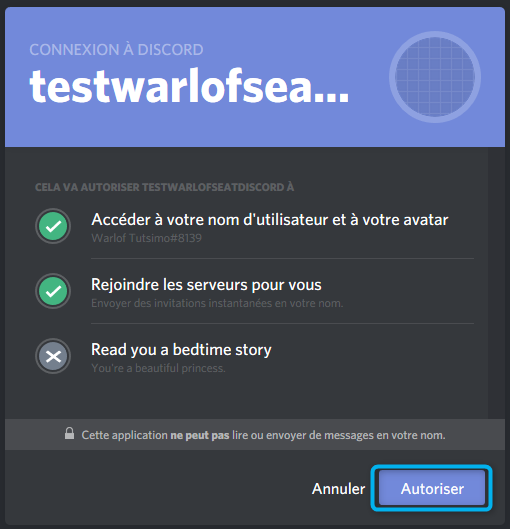 CONNEXION À DISCORD
testwarlofsea...
CELA VA AUTORISER TESTWARLOFSEATDISCORD À
Accéder à votre nom d'utilisateur et à votre avatar
Warlof Tutsimo#8139
Rejoindre les serveurs pour vous
Envoyer des invitations instantanées en votre nom.
Read you a bedtime story
You're a beautiful princess.
Cette application ne peut pas lire ou envoyer de messages en votre nom.
Annuler Autoriser